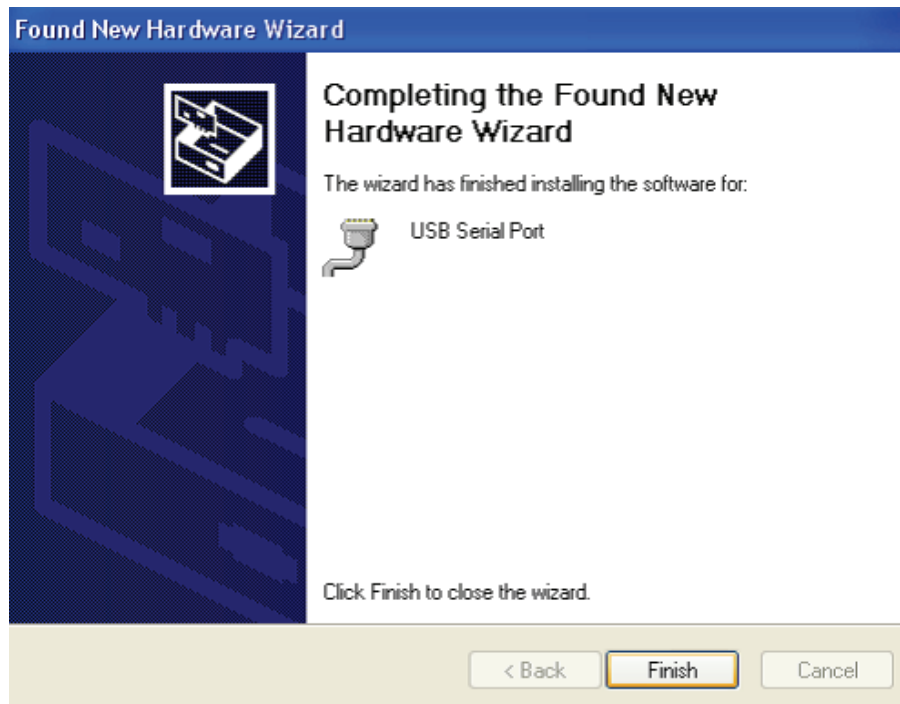 Found New Hardware Wizard
Completing the Found New
Hardware Wizard
The wizard has finished installing the software for:
USB Serial Port
Click Finish to close the wizard.
< Back
Finish
Cancel